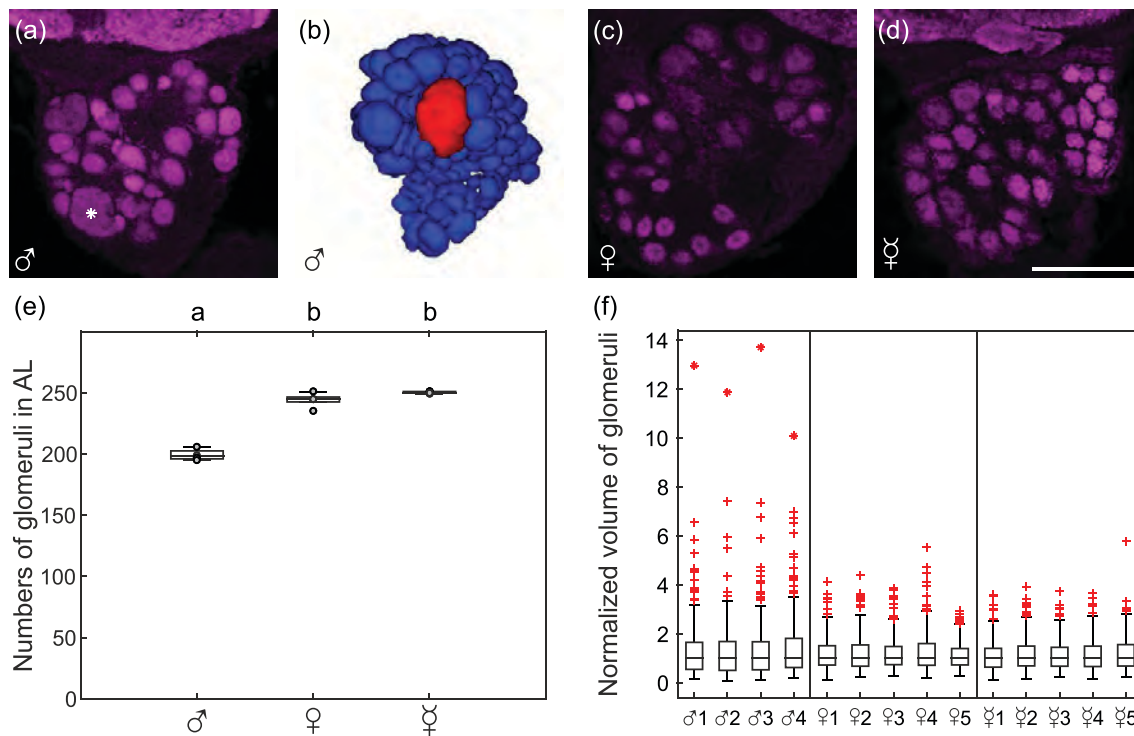 (a)
*
♂
(b)
♂
(c)
♀
(d)
☿
(e)
a b b
Numbers of glomeruli in AL
250
200
150
100
50
0
♂ ♀ ☿
(f)
Normalized volume of glomeruli
14
12
10
8
6
4
2
0
♂1 ♂2 ♂3 ♂4 ♀1 ♀2 ♀3 ♀4 ♀5 ☿1 ☿2 ☿3 ☿4 ☿5